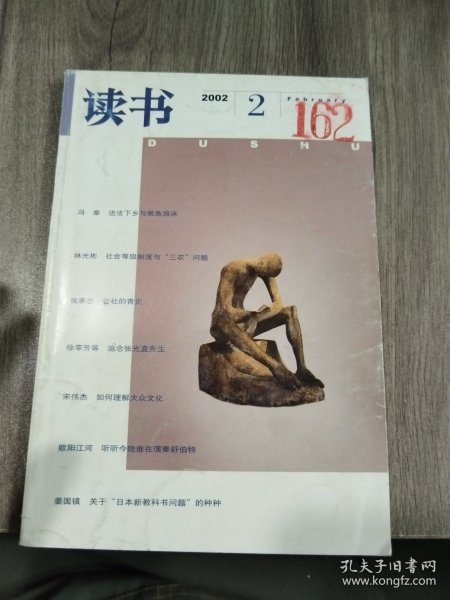 读书
2002
2
February
162
DUSHU
冯象 送法下乡与教鱼游泳
林光彬 社会等级制度与“三农”问题
张承志 公社的青史
徐苹芳等 追念张光直先生
宋伟杰 如何理解大众文化
欧阳江河 听听今晚谁在演奏舒伯特
姜国镇 关于“日本新教科书问题”的种种
孔夫子旧书网
www.kongfz.com